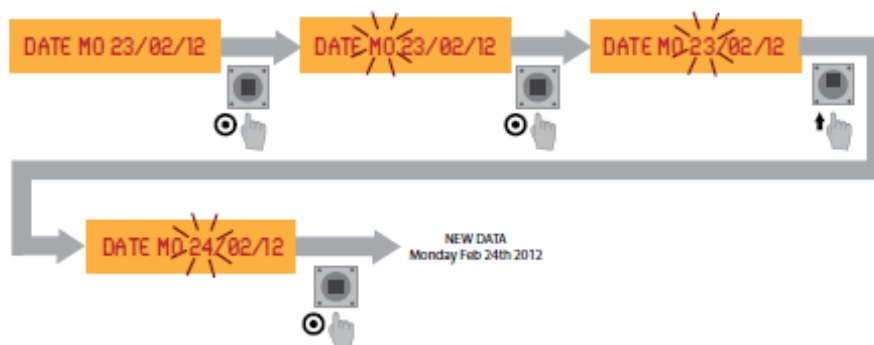 DATE MO 23/02/12
DATE MO 23/02/12
DATE MO 23/02/12
DATE MO 24/02/12
NEW DATA
Monday Feb 24th 2012